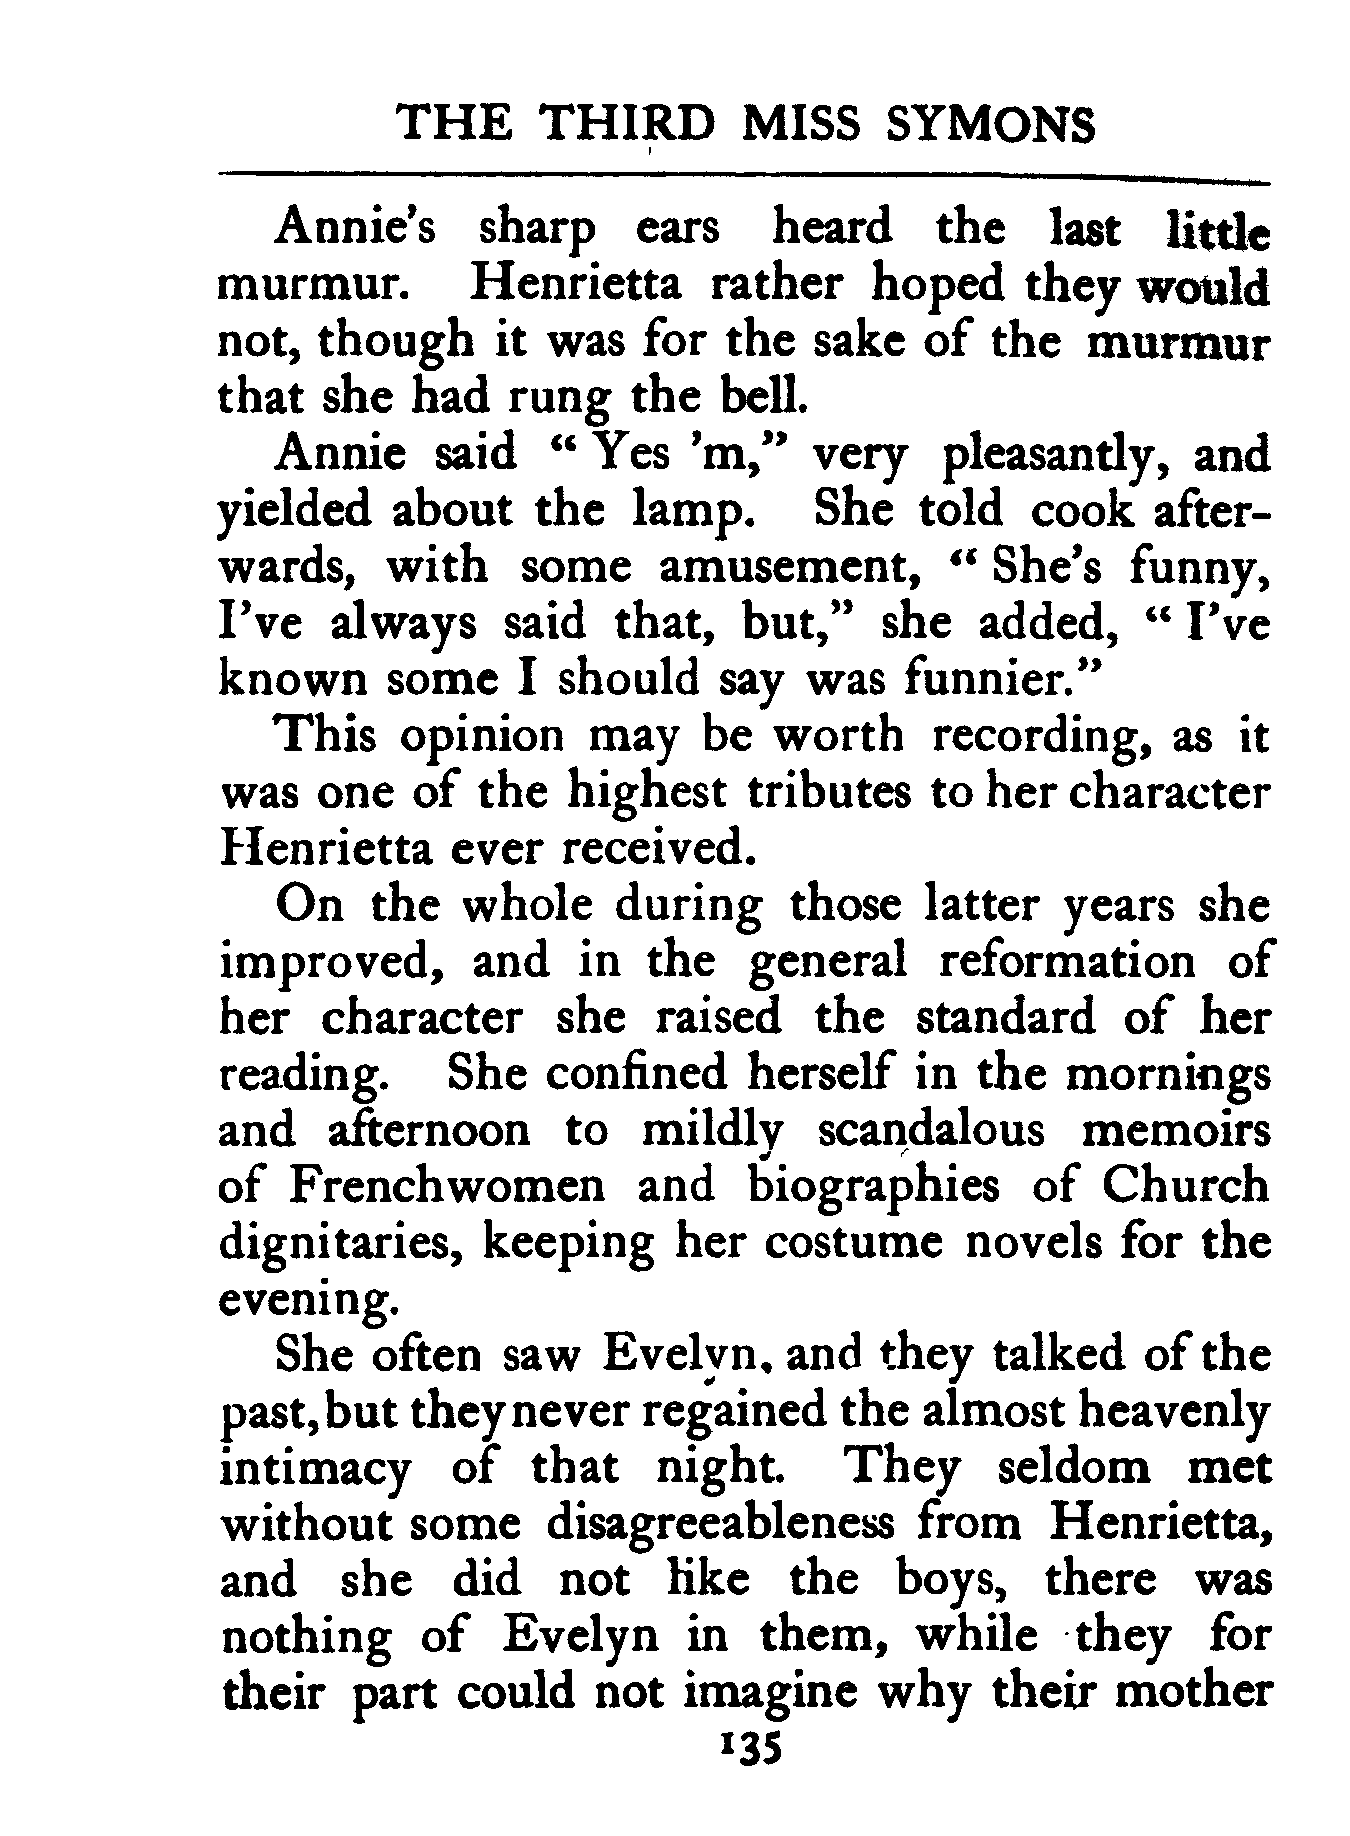 THE THIRD MISS SYMONS
Annie's sharp ears heard the last little
murmur. Henrietta rather hoped they would
not, though it was for the sake of the murmur
that she had rung the bell.
Annie said “ Yes 'm,” very pleasantly, and
yielded about the lamp. She told cook after-
wards, with some amusement, “ She's funny,
I've always said that, but,” she added, “ I've
known some I should say was funnier.”
This opinion may be worth recording, as it
was one of the highest tributes to her character
Henrietta ever received.
On the whole during those latter years she
improved, and in the general reformation of
her character she raised the standard of her
reading. She confined herself in the mornings
and afternoon to mildly scandalous memoirs
of Frenchwomen and biographies of Church
dignitaries, keeping her costume novels for the
evening.
She often saw Evelyn, and they talked of the
past, but they never regained the almost heavenly
intimacy of that night. They seldom met
without some disagreeableness from Henrietta,
and she did not like the boys, there was
nothing of Evelyn in them, while they for
their part could not imagine why their mother
135